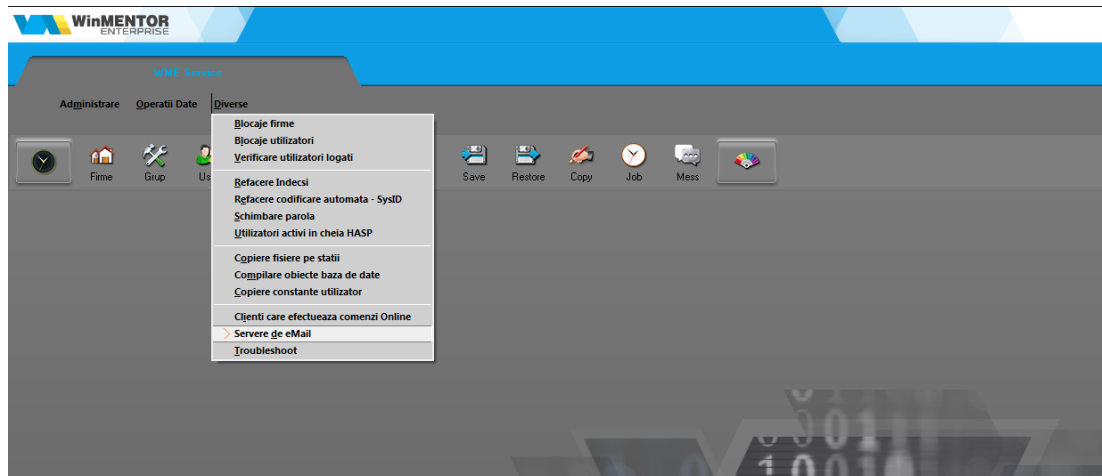 WinMENTOR
ENTERPRISE
WME Service
Administrare Operatii Date Diverse
Blocaje firme
Blocaje utilizatori
Verificare utilizatori logati
Refacere Indecsi
Refacere codificare automata - SysID
Schimbare parola
Utilizatori activi in cheia HASP
Copiere fisiere pe statii
Compilare obiecte baza de date
Copiere constante utilizator
Clienti care efectueaza comenzi Online
Servere de eMail
Troubleshoot
Firme Grup Us Save Restore Copy Job Mess